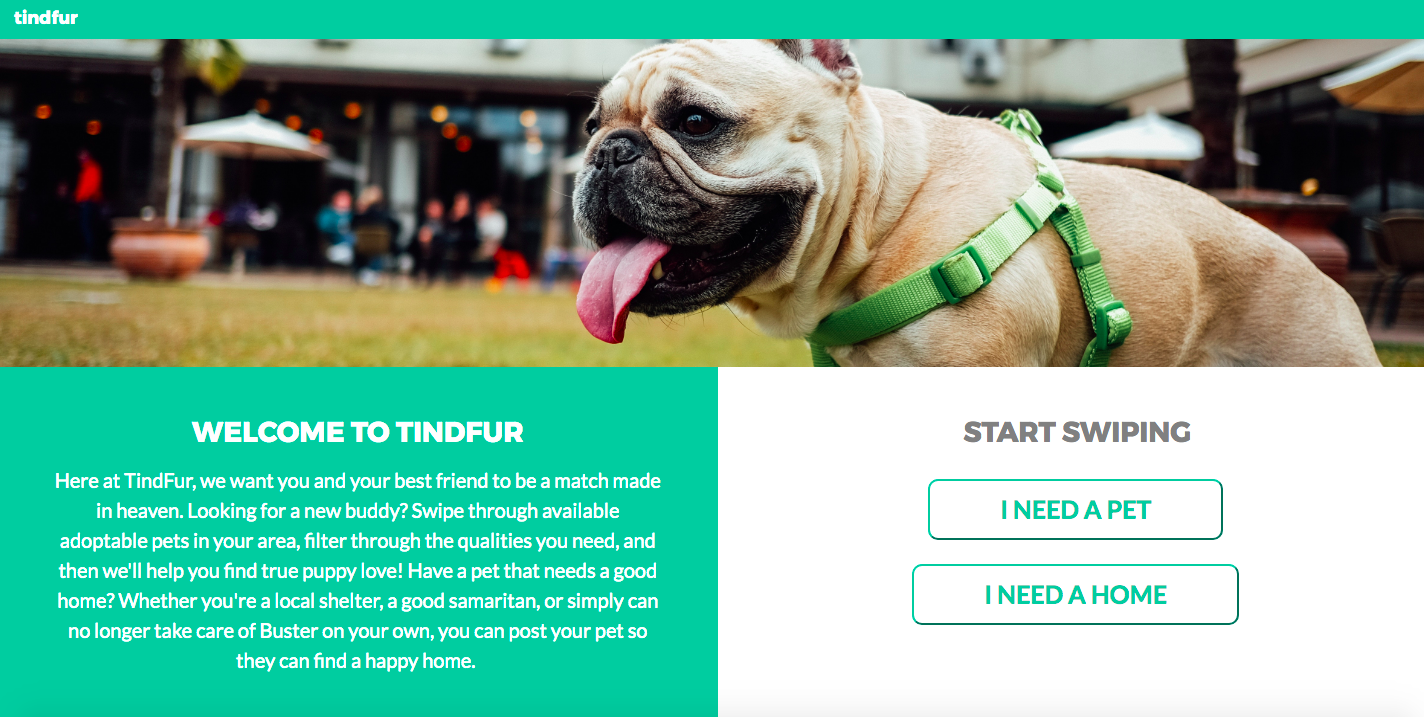 tindfur
WELCOME TO TINDFUR
Here at TindFur, we want you and your best friend to be a match made
in heaven. Looking for a new buddy? Swipe through available
adoptable pets in your area, filter through the qualities you need, and
then we'll help you find true puppy love! Have a pet that needs a good
home? Whether you're a local shelter, a good samaritan, or simply can
no longer take care of Buster on your own, you can post your pet so
they can find a happy home.
START SWIPING
I NEED A PET
I NEED A HOME